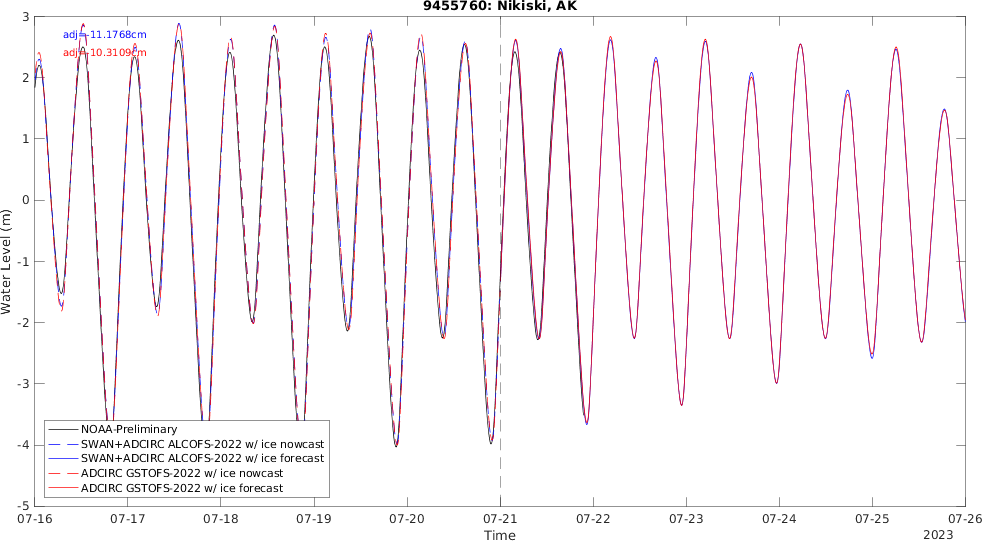 9455760: Nikiski, AK
adj=-11.1768cm
adj=-10.3109cm
3
2
1
0
-1
-2
-3
-4
-5
Water Level (m)
NOAA-Preliminary
SWAN+ADCIRC ALCOFS-2022 w/ ice nowcast
SWAN+ADCIRC ALCOFS-2022 w/ ice forecast
ADCIRC GSTOFS-2022 w/ ice nowcast
ADCIRC GSTOFS-2022 w/ ice forecast
07-16 07-17 07-18 07-19 07-20 07-21 07-22 07-23 07-24 07-25 07-26
Time
2023